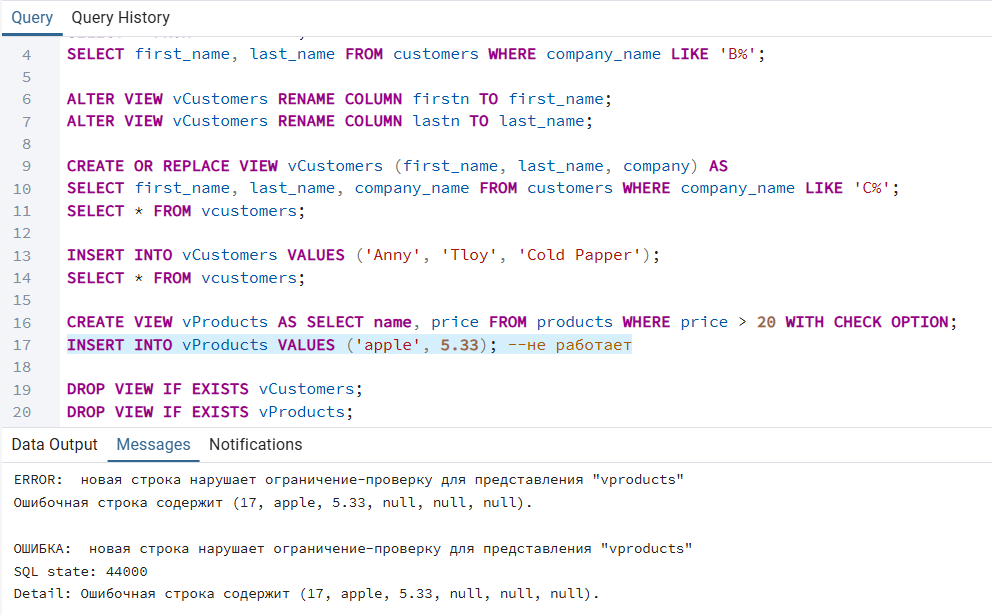 Query Query History
4 SELECT first_name, last_name FROM customers WHERE company_name LIKE 'B%';
5
6 ALTER VIEW vCustomers RENAME COLUMN firstn TO first_name;
7 ALTER VIEW vCustomers RENAME COLUMN lastn TO last_name;
8
9 CREATE OR REPLACE VIEW vCustomers (first_name, last_name, company) AS
10 SELECT first_name, last_name, company_name FROM customers WHERE company_name LIKE 'C%';
11 SELECT * FROM vcustomers;
12
13 INSERT INTO vCustomers VALUES ('Anny', 'Tloy', 'Cold Papper');
14 SELECT * FROM vcustomers;
15
16 CREATE VIEW vProducts AS SELECT name, price FROM products WHERE price > 20 WITH CHECK OPTION;
17 INSERT INTO vProducts VALUES ('apple', 5.33); --не работает
18
19 DROP VIEW IF EXISTS vCustomers;
20 DROP VIEW IF EXISTS vProducts;
Data Output Messages Notifications
ERROR:  новая строка нарушает ограничение-проверку для представления "vproducts"
Ошибочная строка содержит (17, apple, 5.33, null, null, null).
ОШИБКА:  новая строка нарушает ограничение-проверку для представления "vproducts"
SQL state: 44000
Detail: Ошибочная строка содержит (17, apple, 5.33, null, null, null).